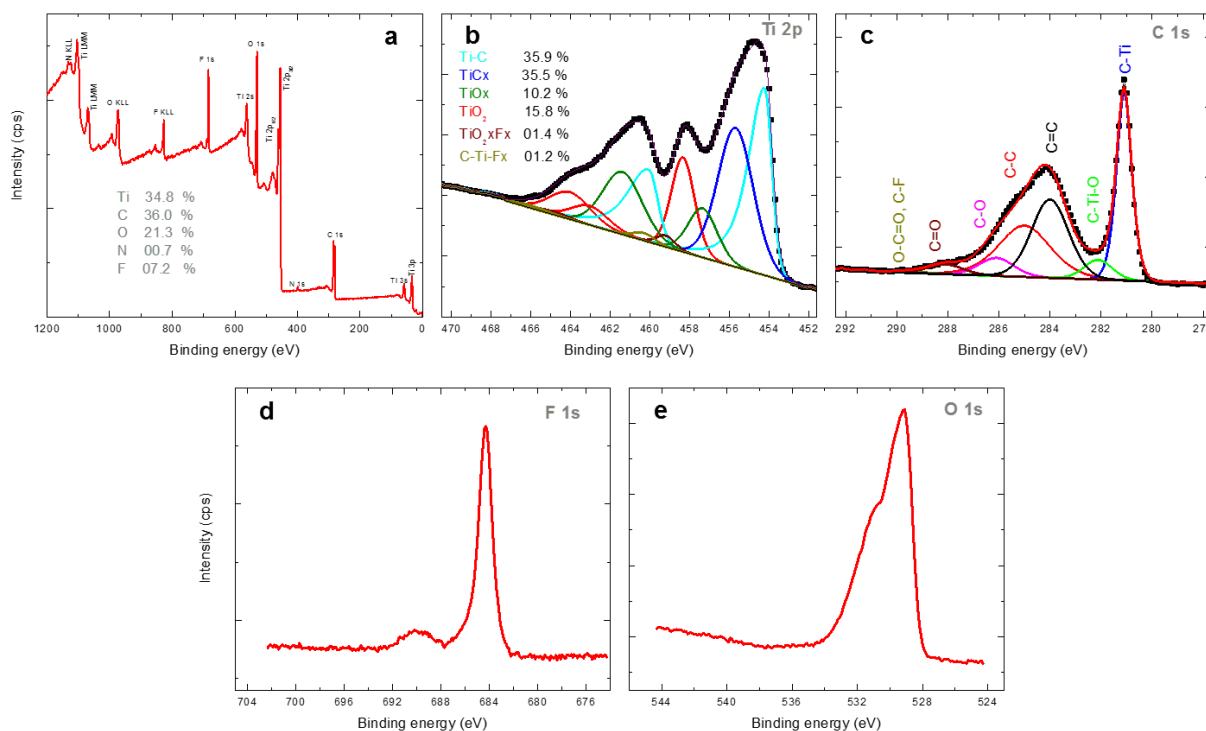 a
N KLL
Ti LMM
Ti LMM
O KLL
F KLL
F 1s
Ti 2s
O 1s
Ti 2p1/2
Ti 2p3/2
N 1s
C 1s
Ti 3s
Ti 3p
Ti 34.8 %
C 36.0 %
O 21.3 %
N 00.7 %
F 07.2 %
Intensity (cps)
1200 1000 800 600 400 200 0
Binding energy (eV)
b
Ti 2p
Ti-C 35.9 %
TiCx 35.5 %
TiOx 10.2 %
TiO2 15.8 %
TiO2xFx 01.4 %
C-Ti-Fx 01.2 %
470 468 466 464 462 460 458 456 454 452
Binding energy (eV)
c
C 1s
O-C=O, C-F
C=O
C-O
C-C
C=C
C-Ti-O
C-Ti
292 290 288 286 284 282 280 27
Binding energy (eV)
d
F 1s
Intensity (cps)
704 700 696 692 688 684 680 676
Binding energy (eV)
e
O 1s
544 540 536 532 528 524
Binding energy (eV)